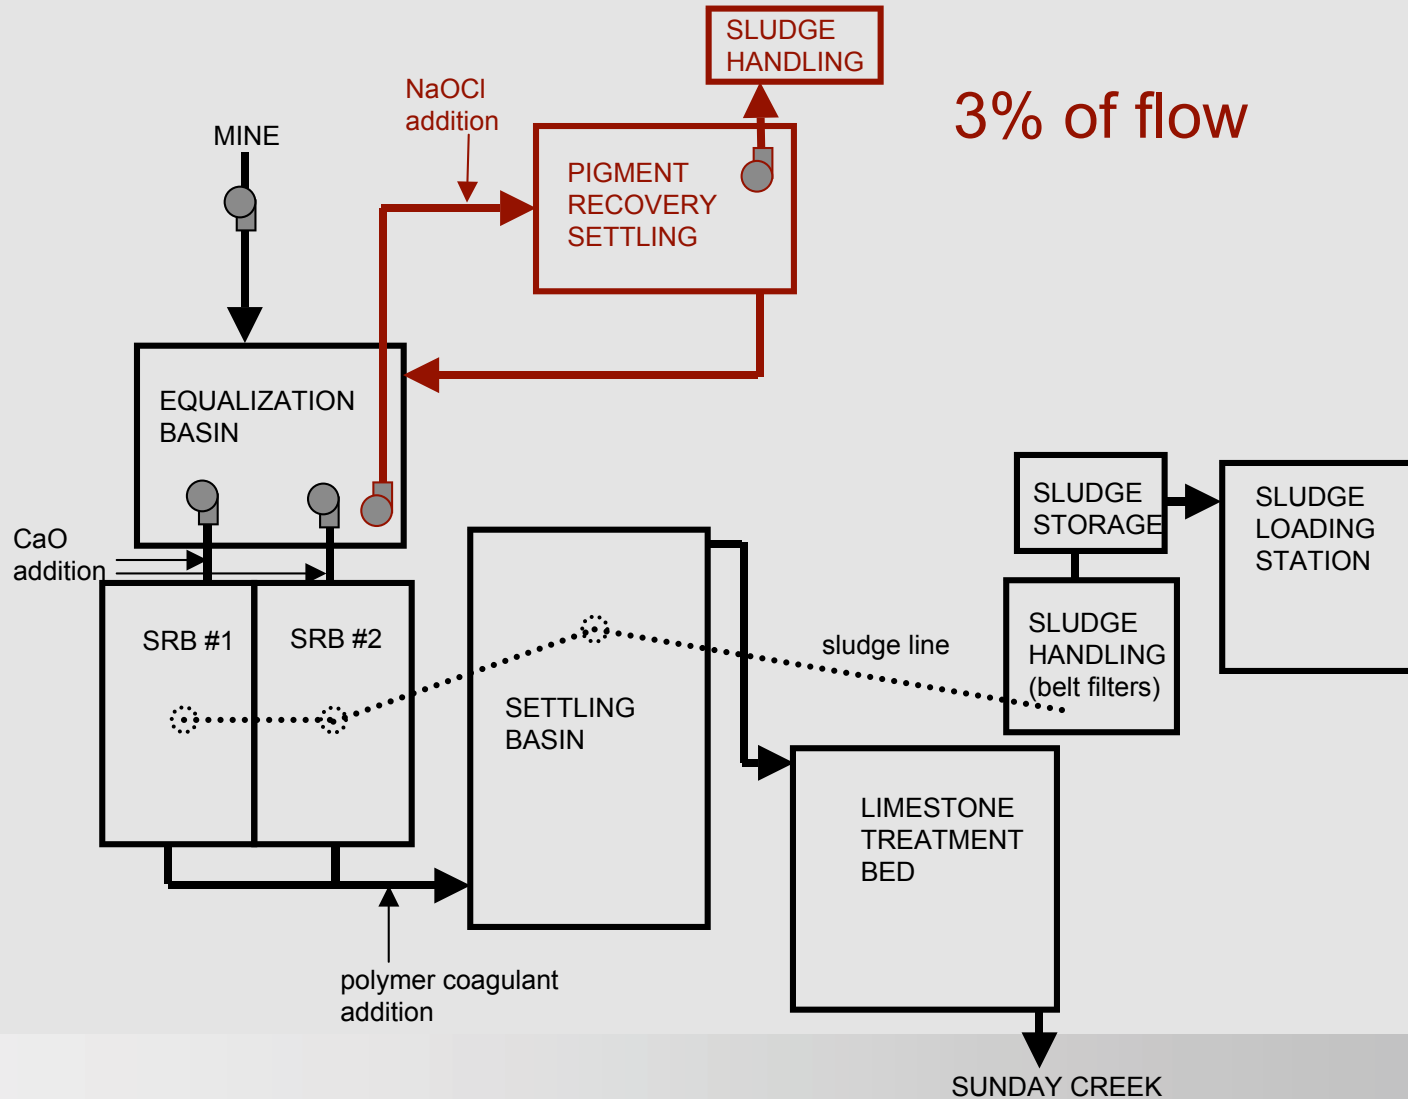 SLUDGE
HANDLING
3% of flow
NaOCl
addition
MINE
PIGMENT
RECOVERY
SETTLING
EQUALIZATION
BASIN
CaO
addition
SRB #1
SRB #2
SETTLING
BASIN
sludge line
SLUDGE
STORAGE
SLUDGE
LOADING
STATION
SLUDGE
HANDLING
(belt filters)
LIMESTONE
TREATMENT
BED
polymer coagulant
addition
SUNDAY CREEK